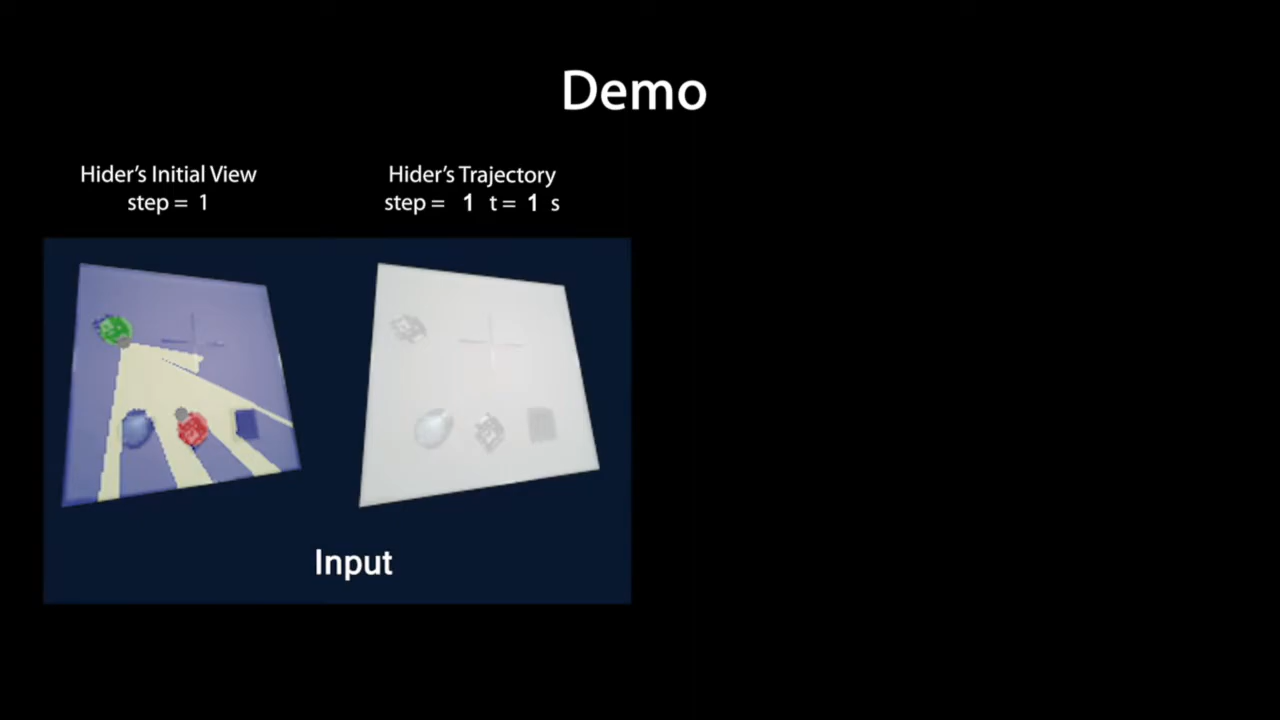 Demo
Hider's Initial View
step = 1
Hider's Trajectory
step = 1 t = 1 s
Input